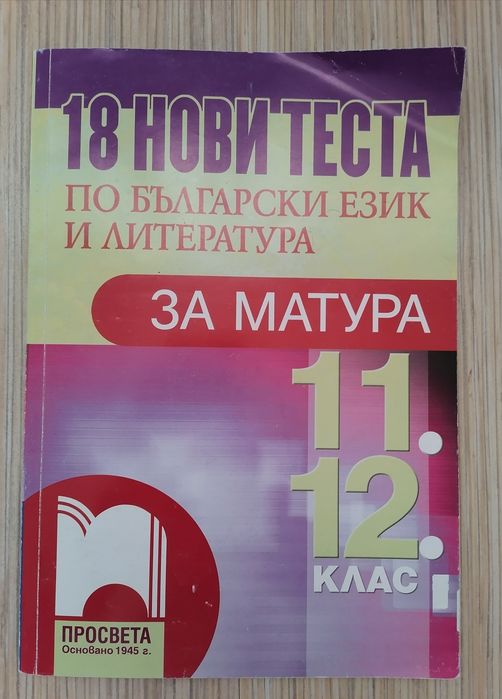 18 НОВИ ТЕСТА
ПО БЪЛГАРСКИ ЕЗИК
И ЛИТЕРАТУРА
ЗА МАТУРА
11.
12.
КЛАС
ПРОСВЕТА
Основано 1945 г.